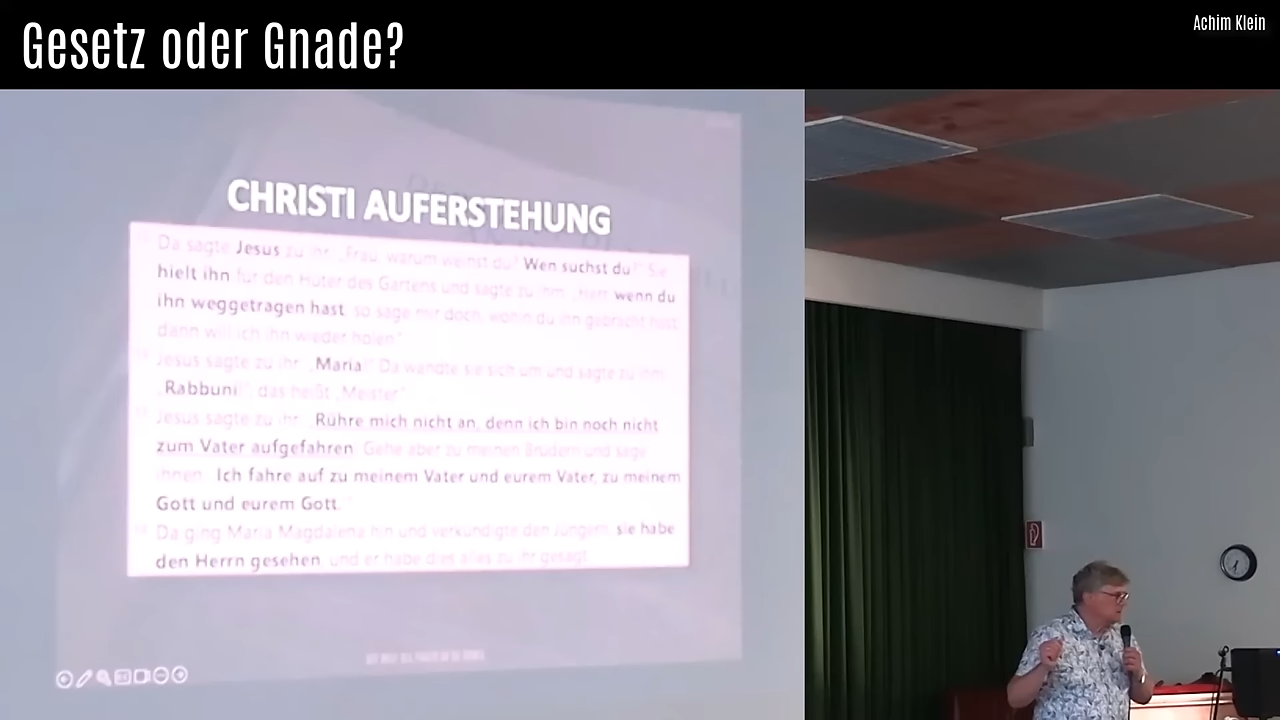 Gesetz oder Gnade?
Achim Klein
CHRISTI AUFERSTEHUNG
Da sagte Jesus zu ihr: „Frau, warum weinst du? Wen suchst du?“ Sie
hielt ihn für den Hüter des Gartens und sagte zu ihm: „Herr, wenn du
ihn weggetragen hast, so sage mir doch, wohin du ihn gebracht hast,
dann will ich ihn wieder holen“
Jesus sagte zu ihr: „Maria!“ Da wandte sie sich um und sagte zu ihm:
„Rabbuni!“, das heißt „Meister“
Jesus sagte zu ihr: „Rühre mich nicht an, denn ich bin noch nicht
zum Vater aufgefahren. Gehe aber zu meinen Brüdern und sage
ihnen: Ich fahre auf zu meinem Vater und eurem Vater, zu meinem
Gott und eurem Gott.“
Da ging Maria Magdalena hin und verkündigte den Jüngern, sie habe
den Herrn gesehen, und er habe dies alles zu ihr gesagt.